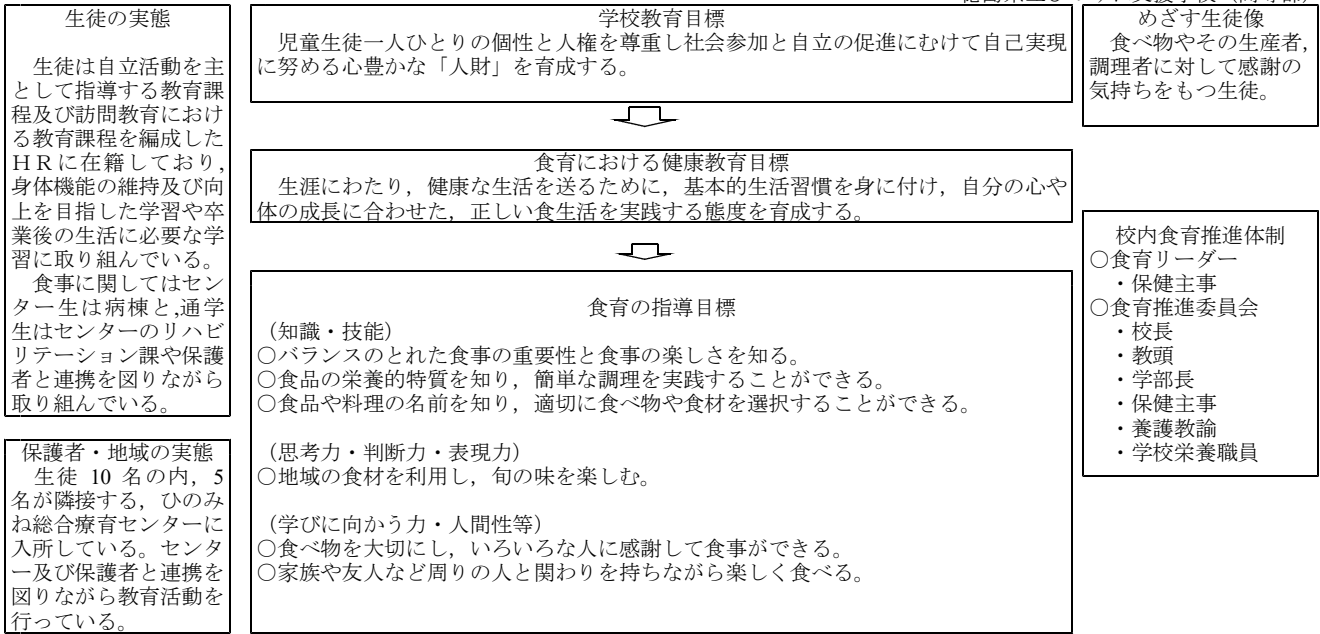 生徒の実態
生徒は自立活動を主
として指導する教育課
程及び訪問教育におけ
る教育課程を編成した
ＨＲに在籍しており，
身体機能の維持及び向
上を目指した学習や卒
業後の生活に必要な学
習に取り組んでいる。
食事に関してはセン
ター生は病棟と,通学
生はセンターのリハビ
リテーション課や保護
者と連携を図りながら
取り組んでいる。
保護者・地域の実態
生徒 10 名の内，5
名が隣接する，ひのみ
ね総合療育センターに
入所している。センタ
ー及び保護者と連携を
図りながら教育活動を
行っている。
学校教育目標
児童生徒一人ひとりの個性と人権を尊重し社会参加と自立の促進にむけて自己実現
に努める心豊かな「人財」を育成する。
食育における健康教育目標
生涯にわたり，健康な生活を送るために，基本的生活習慣を身に付け，自分の心や
体の成長に合わせた，正しい食生活を実践する態度を育成する。
食育の指導目標
（知識・技能）
○バランスのとれた食事の重要性と食事の楽しさを知る。
○食品の栄養的特質を知り，簡単な調理を実践することができる。
○食品や料理の名前を知り，適切に食べ物や食材を選択することができる。
（思考力・判断力・表現力）
○地域の食材を利用し，旬の味を楽しむ。
（学びに向かう力・人間性等）
○食べ物を大切にし，いろいろな人に感謝して食事ができる。
○家族や友人など周りの人と関わりを持ちながら楽しく食べる。
めざす生徒像
食べ物やその生産者，
調理者に対して感謝の
気持ちをもつ生徒。
校内食育推進体制
○食育リーダー
・保健主事
○食育推進委員会
・校長
・教頭
・学部長
・保健主事
・養護教諭
・学校栄養職員